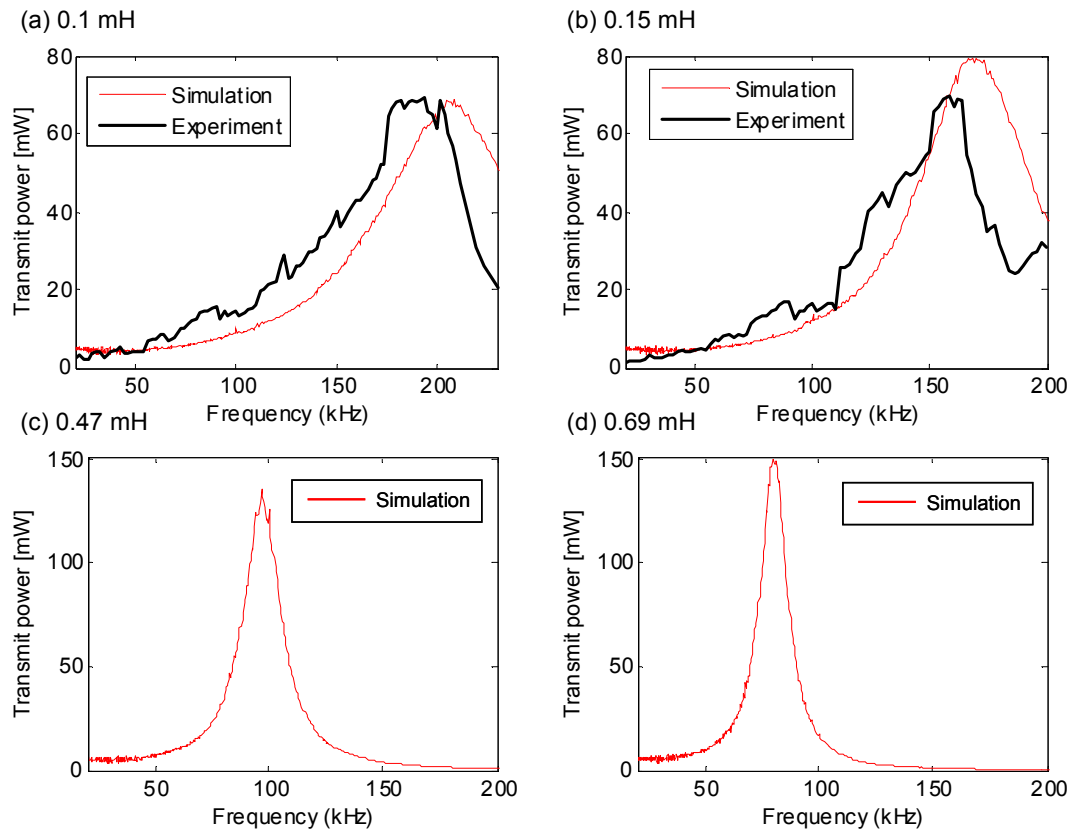 (a) 0.1 mH
Transmit power [mW]
80
60
40
20
0
Simulation
Experiment
50
100
150
200
Frequency (kHz)
(b) 0.15 mH
Transmit power [mW]
80
60
40
20
0
Simulation
Experiment
50
100
150
200
Frequency (kHz)
(c) 0.47 mH
Transmit power [mW]
150
100
50
0
Simulation
50
100
150
200
Frequency (kHz)
(d) 0.69 mH
Transmit power [mW]
150
100
50
0
Simulation
50
100
150
200
Frequency (kHz)